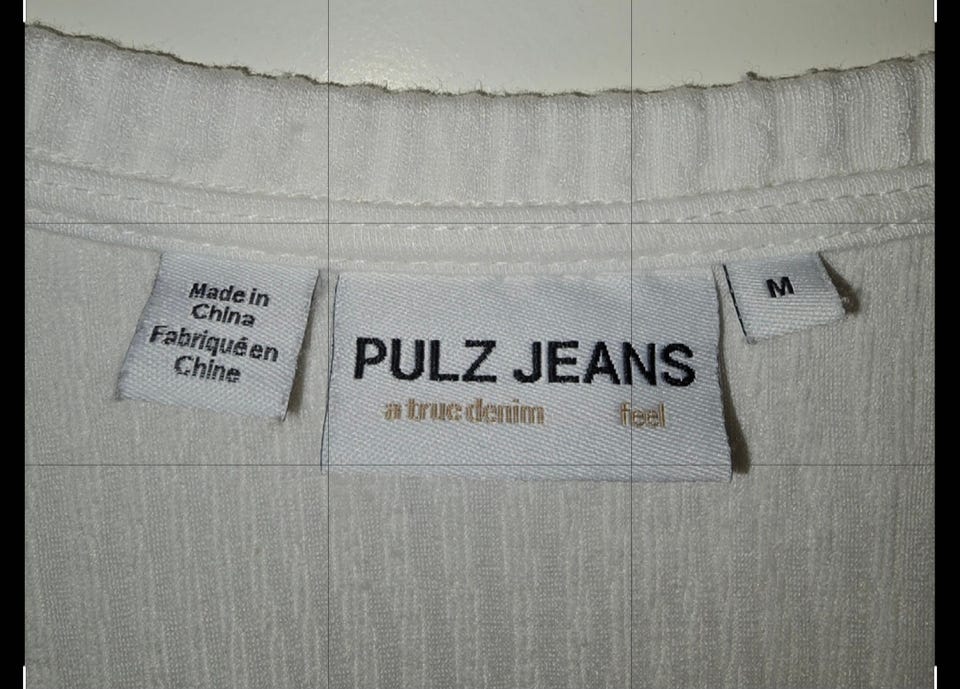 Made in
China
Fabriqué en
Chine
PULZ JEANS
a true denim feel
M